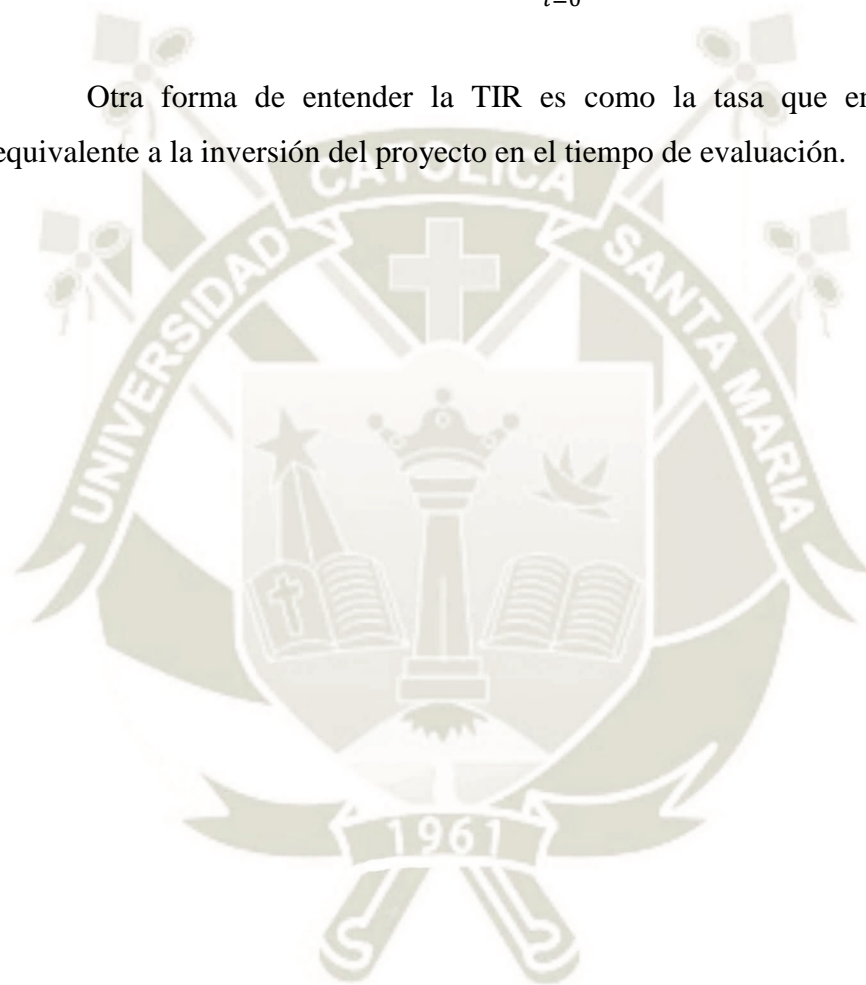 t=0
Otra forma de entender la TIR es como la tasa que en
equivalente a la inversión del proyecto en el tiempo de evaluación.
CATOLICA
UNIVERSIDAD
SANTA MARIA
1961